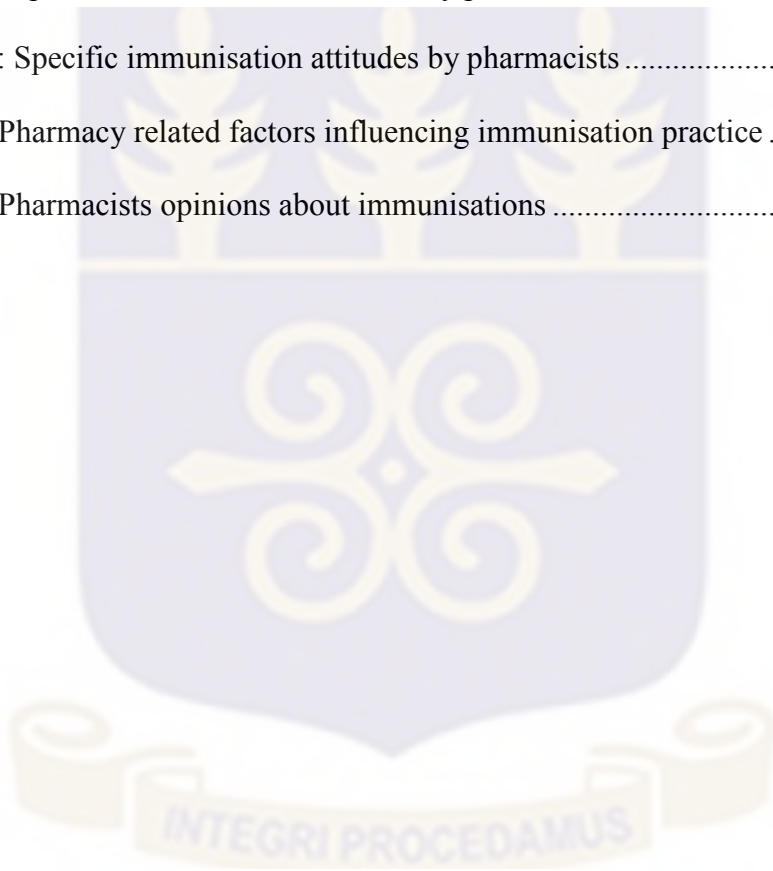 : Specific immunisation attitudes by pharmacists ....................
Pharmacy related factors influencing immunisation practice .
Pharmacists opinions about immunisations ............................
INTEGRI PROCEDAMUS